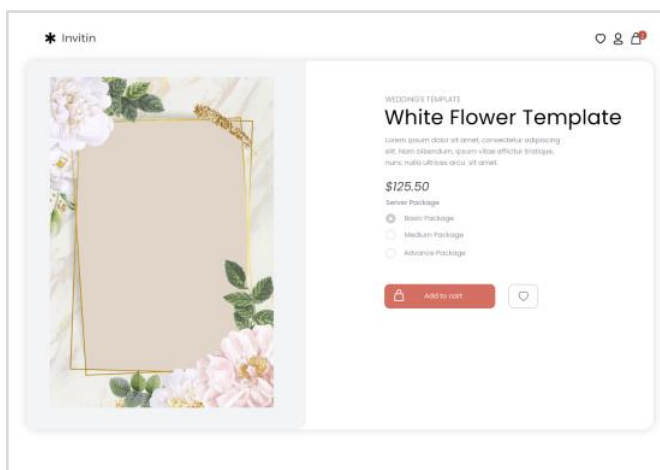 Invitin
WEDDING'S TEMPLATE
White Flower Template
Lorem ipsum dolor sit amet, consectetur adipiscing
elit. Nam bibendum, ipsum vitae efficitur tristique,
nunc nulla ultrices arcu, sit amet.
$125.50
Server Package
Basic Package
Medium Package
Advance Package
Add to cart